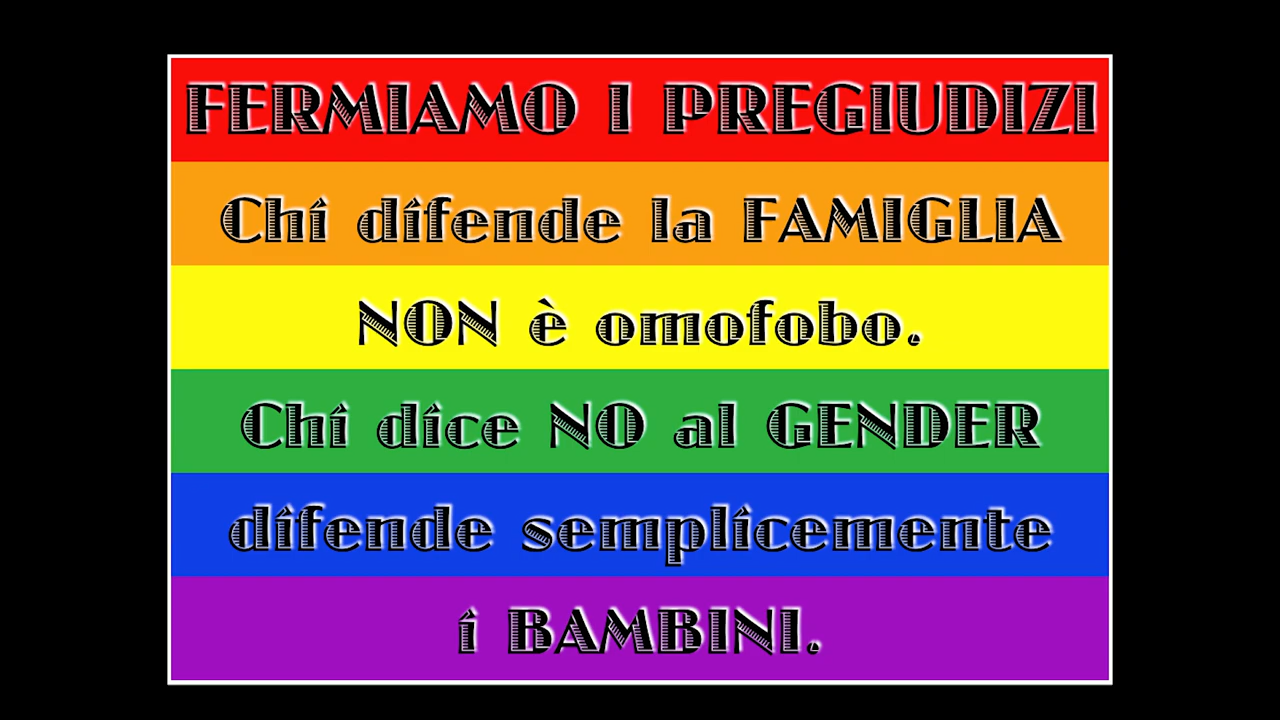 FERMIAMO I PREGIUDIZI
Chi difende la FAMIGLIA
NON è omofobo.
Chi dice NO al GENDER
difende semplicemente
i BAMBINI.